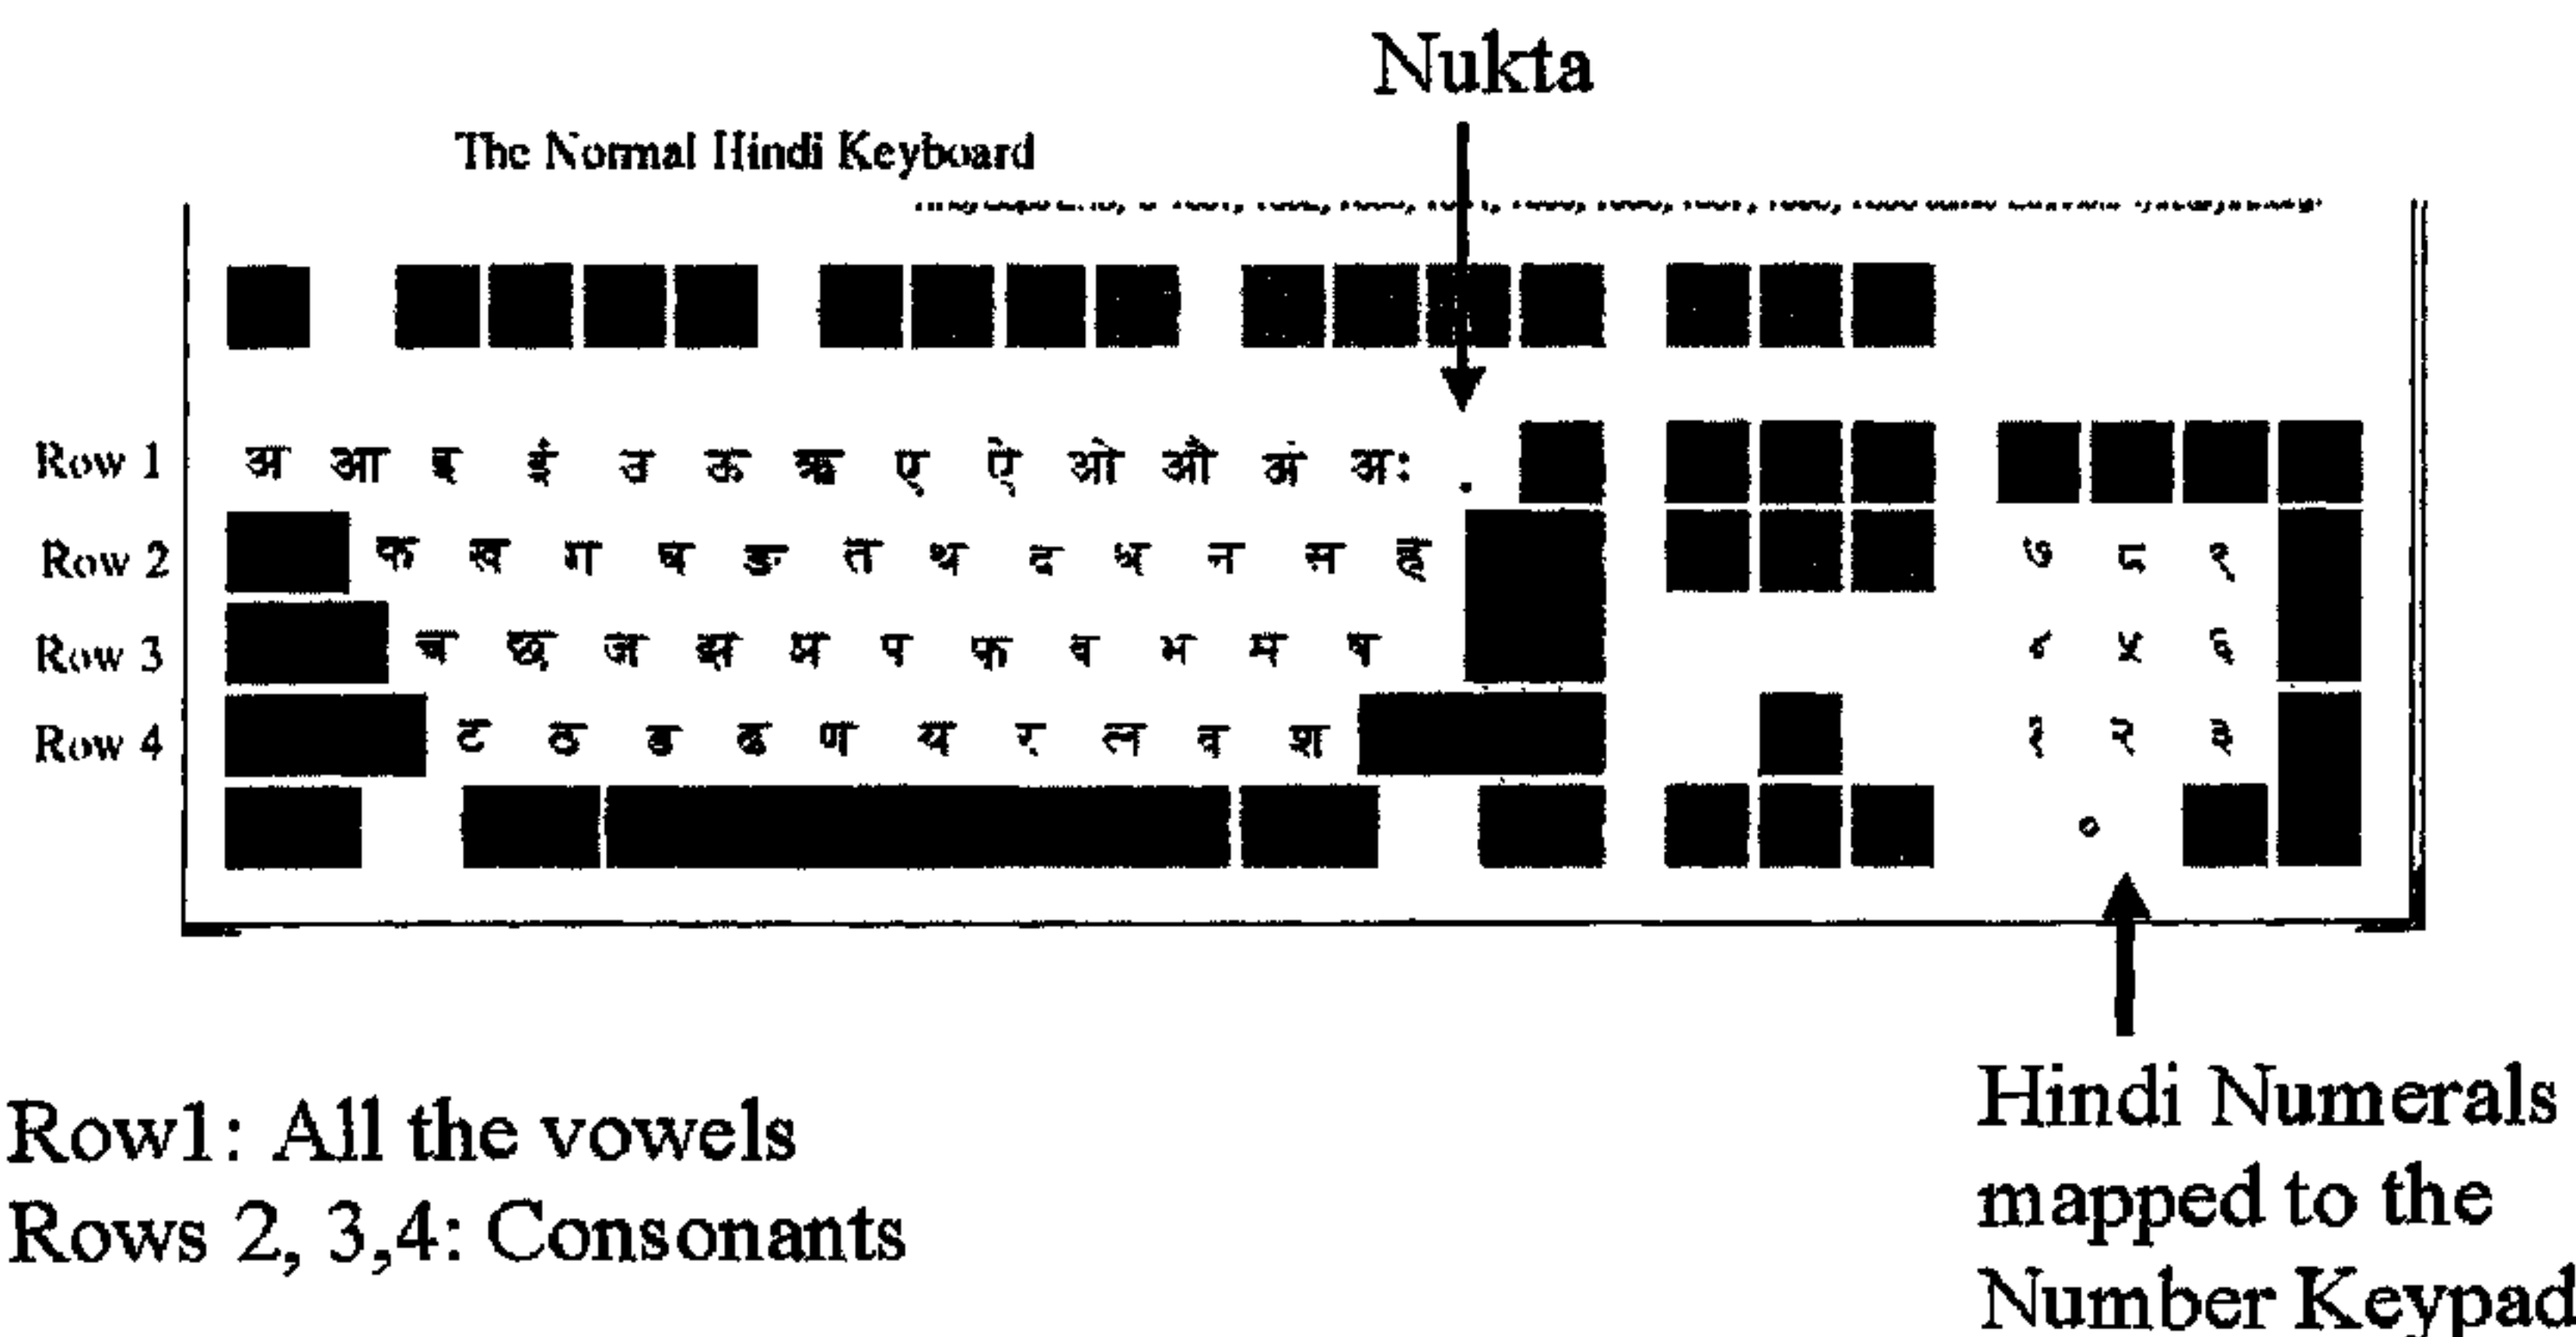 Nukta
The Normal Hindi Keyboard
Row 1 अ आ इ ई उ ऊ ऋ ए ऐ ओ औ अं अः .
Row 2 क ख ग घ ङ त थ द ध न स ह ७ ८ ९
Row 3 च छ ज झ ञ प फ ब भ म ष ४ ५ ६
Row 4 ट ठ ड ढ ण य र ल व श १ २ ३
०
Row1: All the vowels
Rows 2, 3,4: Consonants
Hindi Numerals
mapped to the
Number Keypad